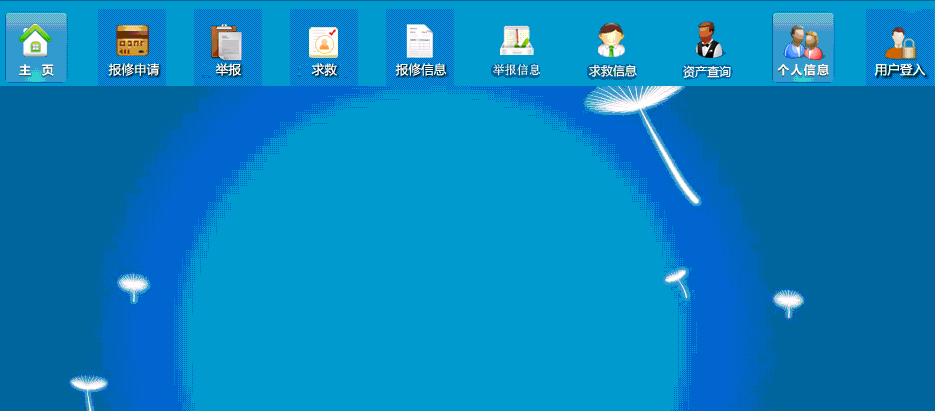 主 页
报修申请
举报
求救
报修信息
举报信息
求救信息
资产查询
个人信息
用户登入